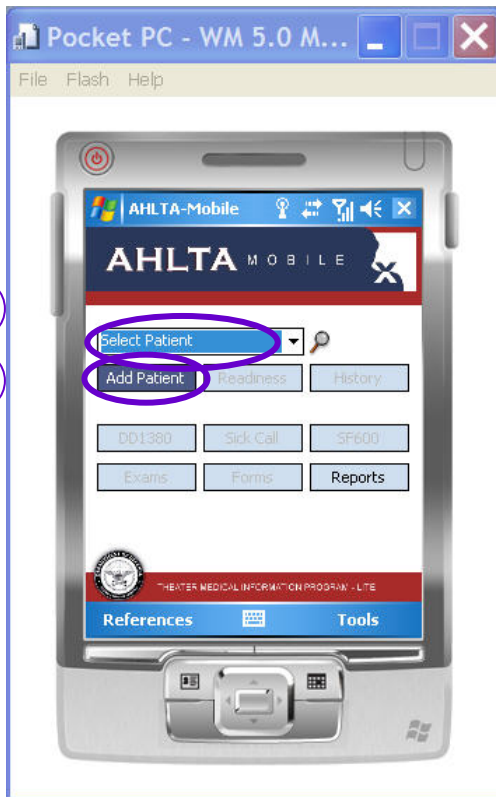 Pocket PC - WM 5.0 M...
File Flash Help
AHLTA-Mobile
AHLTA MOBILE
Select Patient
Add Patient Readiness History
DD1380 Sick Call SF600
Exams Forms Reports
THEATER MEDICAL INFORMATION PROGRAM - LITE
References Tools